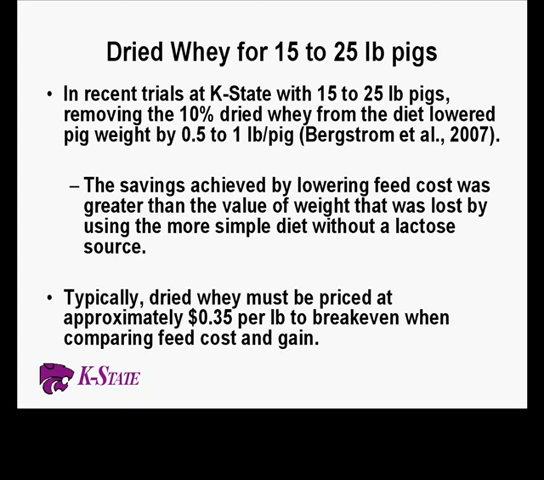 Dried Whey for 15 to 25 lb pigs
• In recent trials at K-State with 15 to 25 lb pigs,
removing the 10% dried whey from the diet lowered
pig weight by 0.5 to 1 lb/pig (Bergstrom et al., 2007).
– The savings achieved by lowering feed cost was
greater than the value of weight that was lost by
using the more simple diet without a lactose
source.
• Typically, dried whey must be priced at
approximately $0.35 per lb to breakeven when
comparing feed cost and gain.
K-STATE